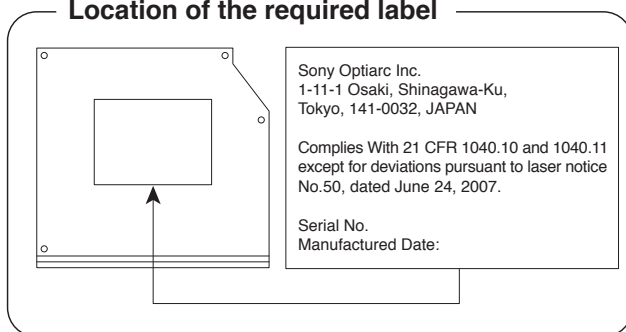 Location of the required label
Sony Optiarc Inc.
1-11-1 Osaki, Shinagawa-Ku,
Tokyo, 141-0032, JAPAN
Complies With 21 CFR 1040.10 and 1040.11
except for deviations pursuant to laser notice
No.50, dated June 24, 2007.
Serial No.
Manufactured Date: